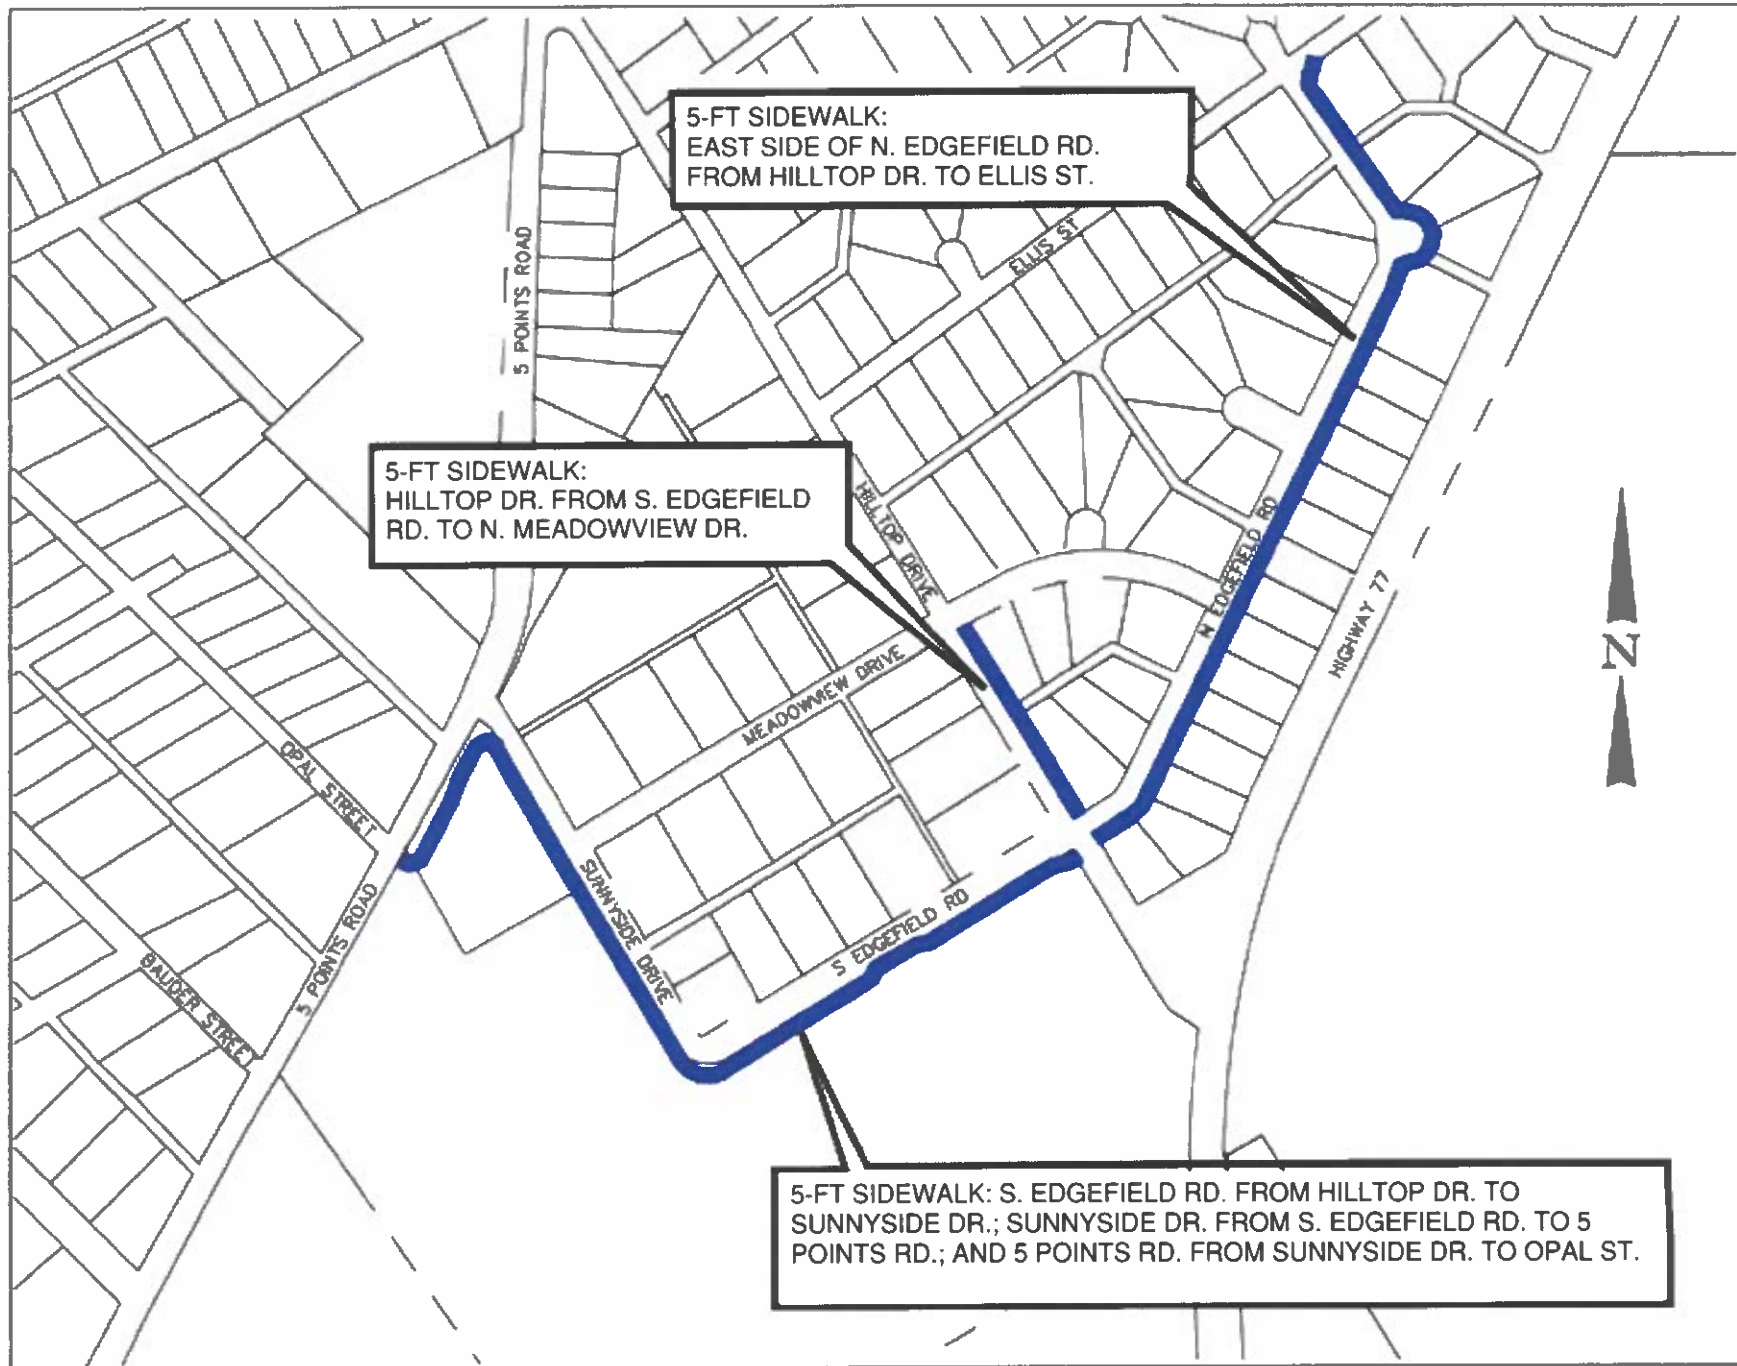 5-FT SIDEWALK:
EAST SIDE OF N. EDGEFIELD RD.
FROM HILLTOP DR. TO ELLIS ST.
5 POINTS ROAD
ELLIS ST
5-FT SIDEWALK:
HILLTOP DR. FROM S. EDGEFIELD
RD. TO N. MEADOWVIEW DR.
HILLTOP DRIVE
N EDGEFIELD RD
HIGHWAY 77
N
MEADOWVIEW DRIVE
OPAL STREET
SUNNYSIDE DRIVE
S EDGEFIELD RD
5 POINTS ROAD
BAUDER STREET
5-FT SIDEWALK: S. EDGEFIELD RD. FROM HILLTOP DR. TO
SUNNYSIDE DR.; SUNNYSIDE DR. FROM S. EDGEFIELD RD. TO 5
POINTS RD.; AND 5 POINTS RD. FROM SUNNYSIDE DR. TO OPAL ST.